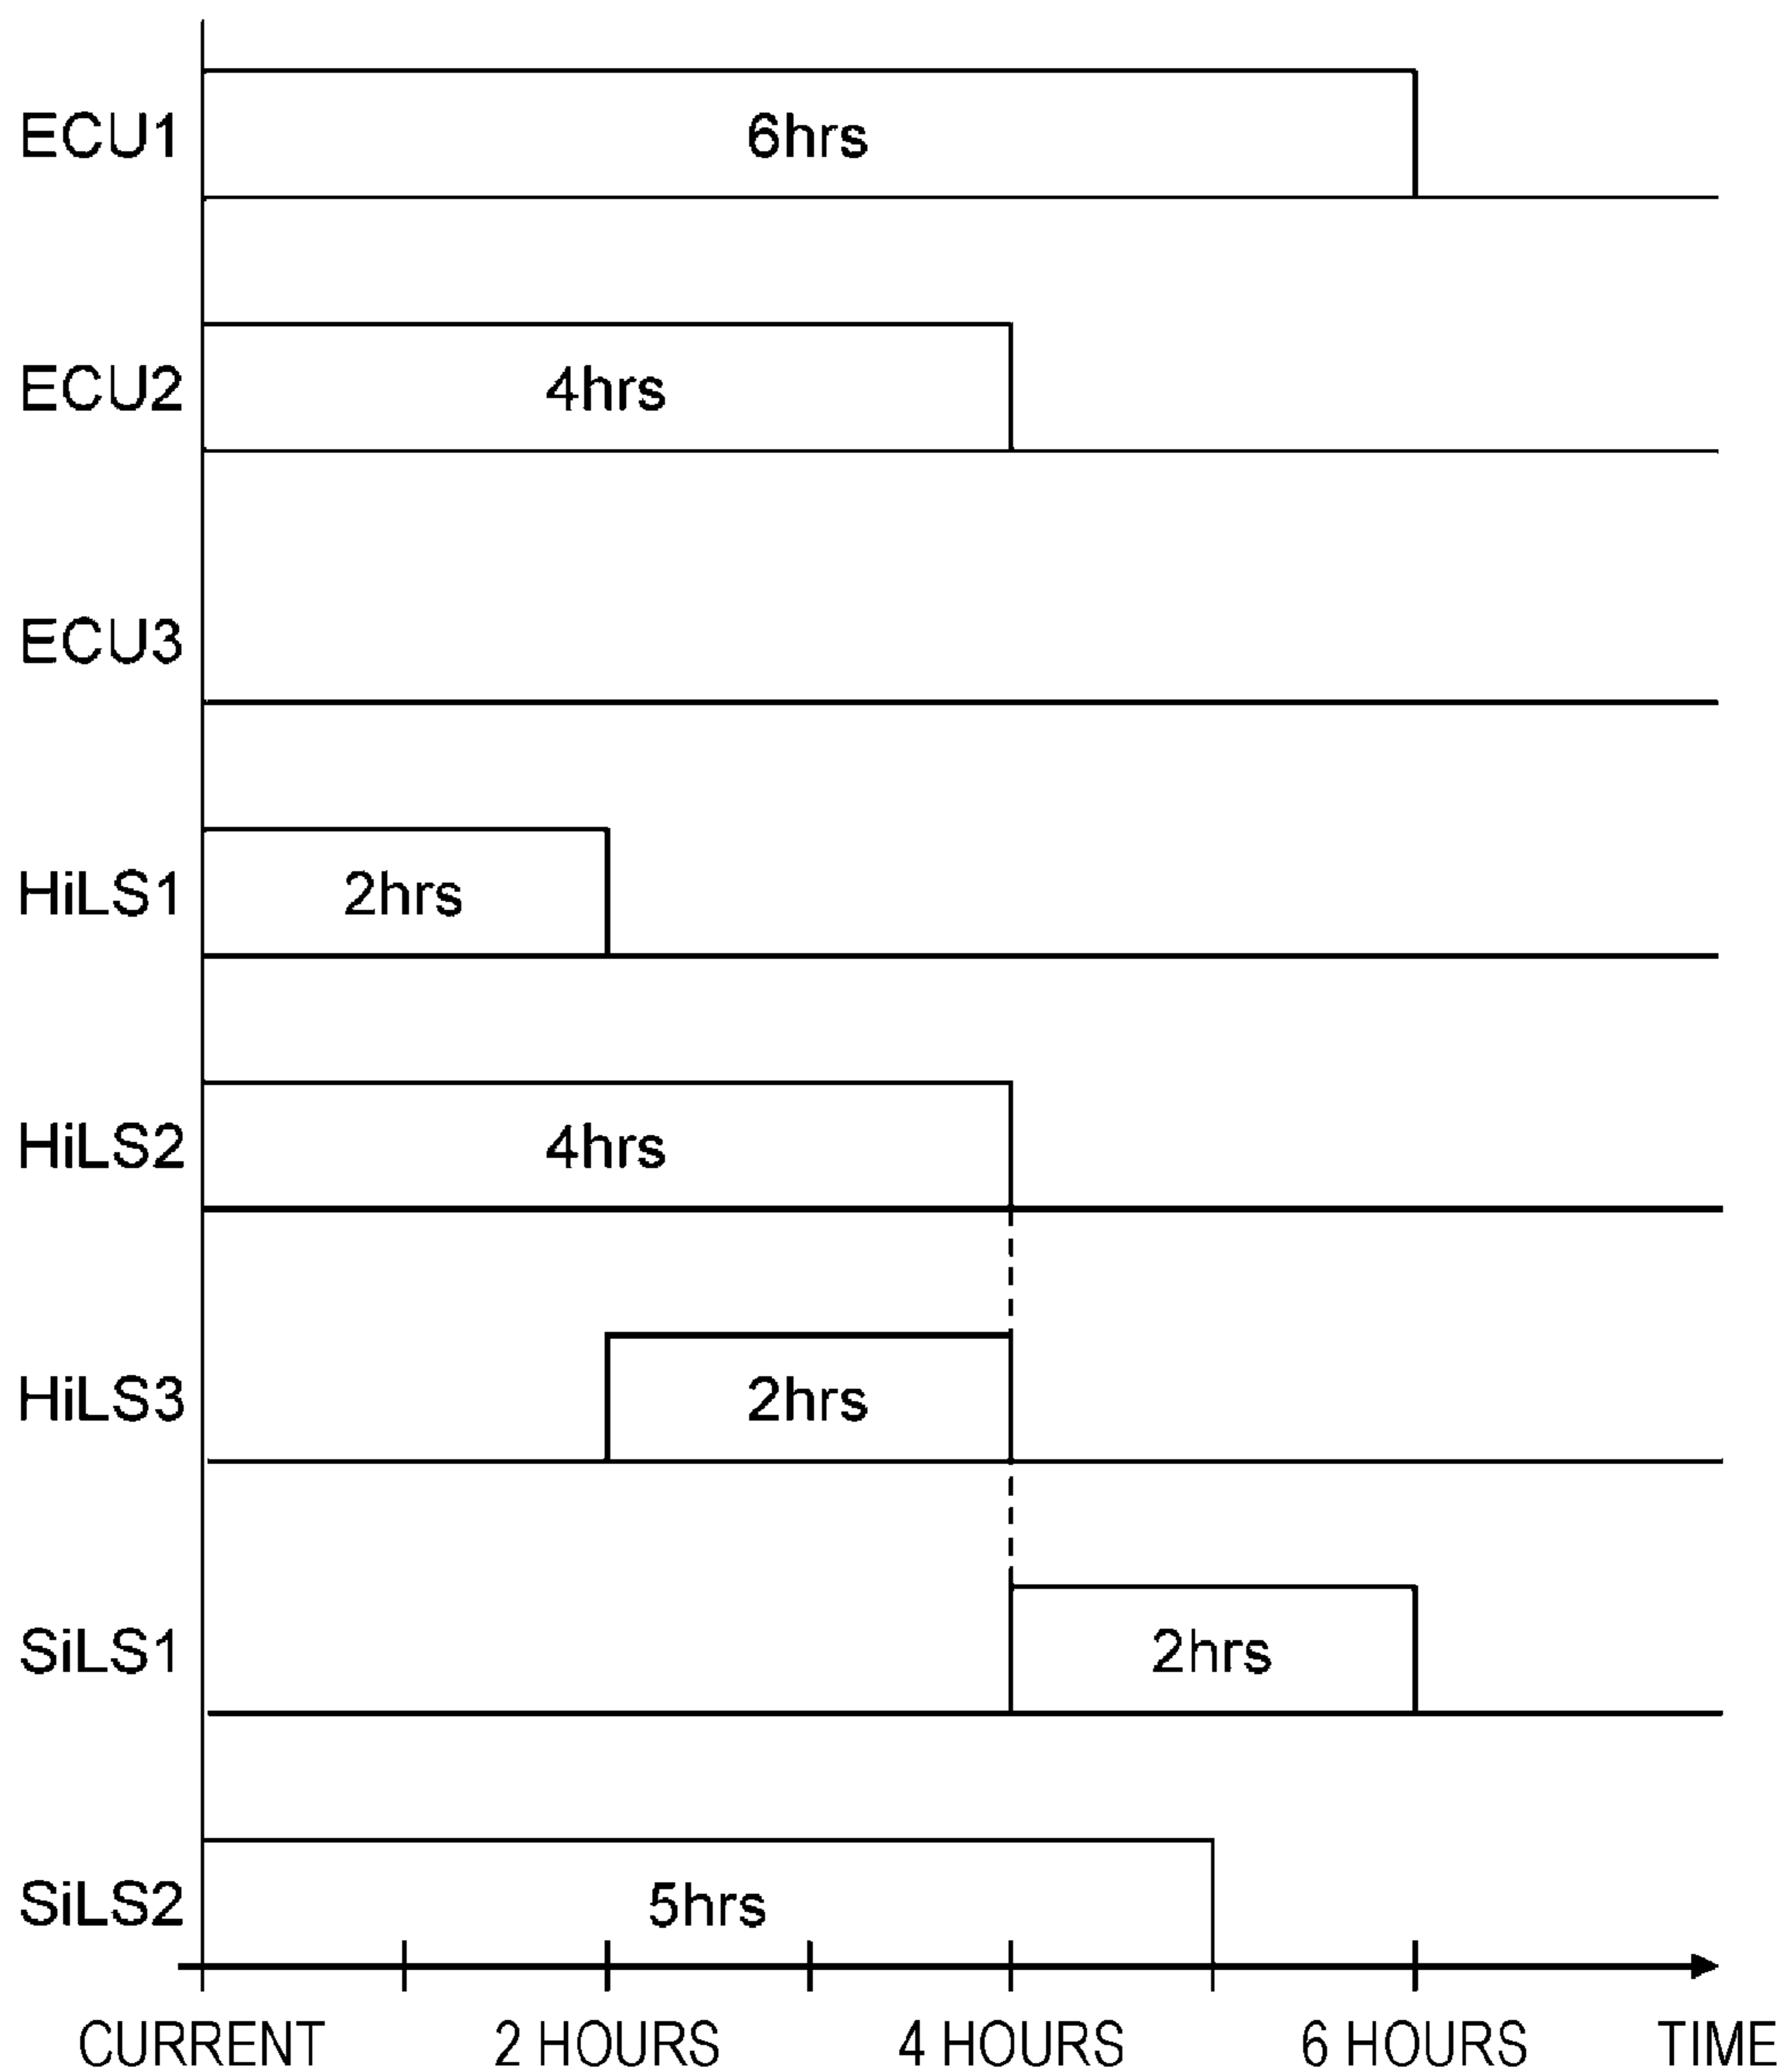 ECU1 6hrs
ECU2 4hrs
ECU3
HiLS1 2hrs
HiLS2 4hrs
HiLS3 2hrs
SiLS1 2hrs
SiLS2 5hrs
CURRENT 2 HOURS 4 HOURS 6 HOURS TIME